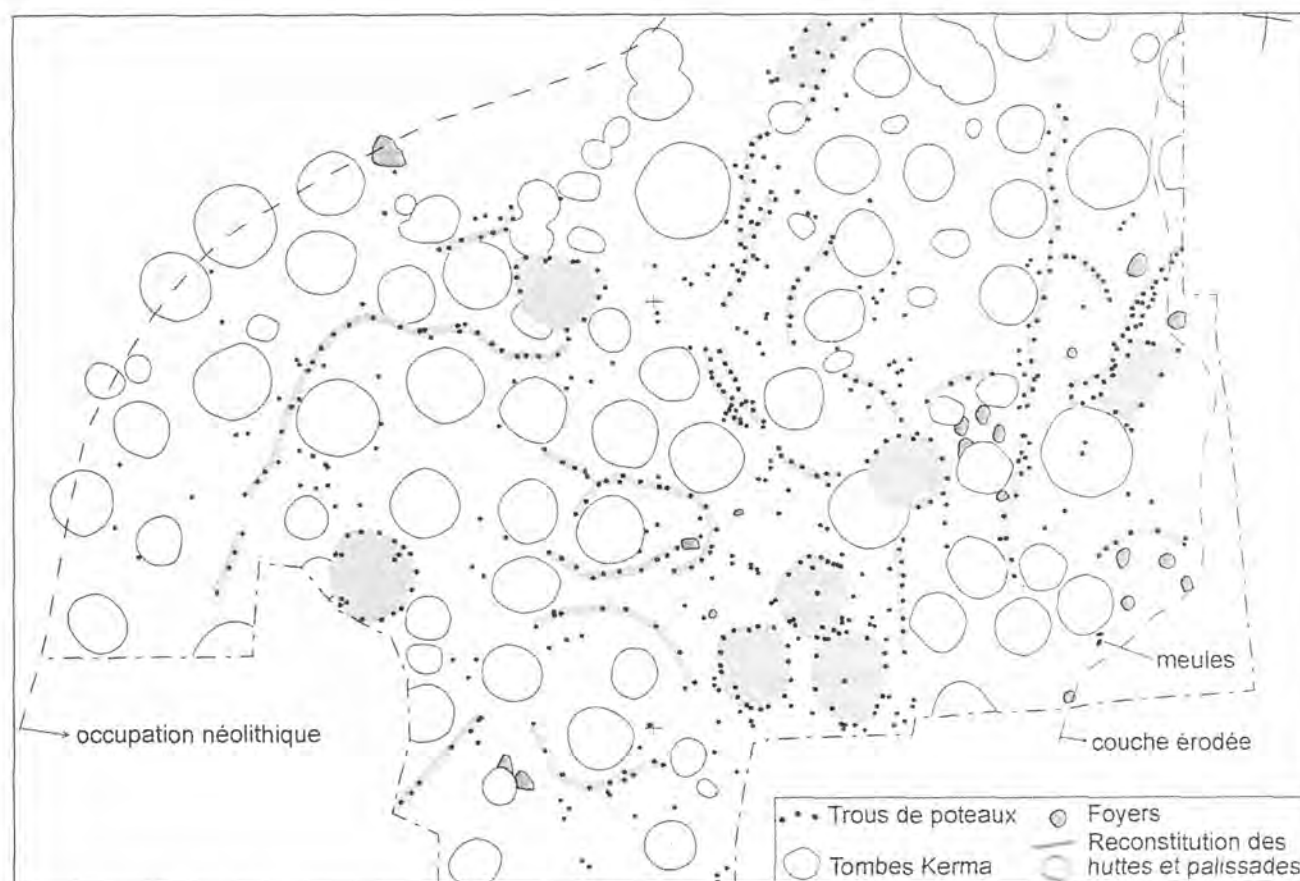 meules
occupation néolithique
couche érodée
Trous de poteaux
Foyers
Reconstitution des
huttes et palissades
Tombes Kerma